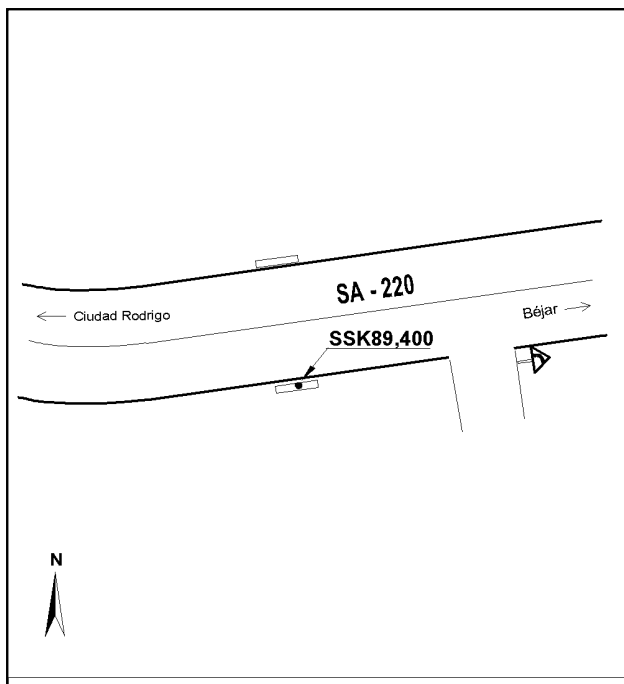 SA - 220
← Ciudad Rodrigo
Béjar →
SSK89,400
N